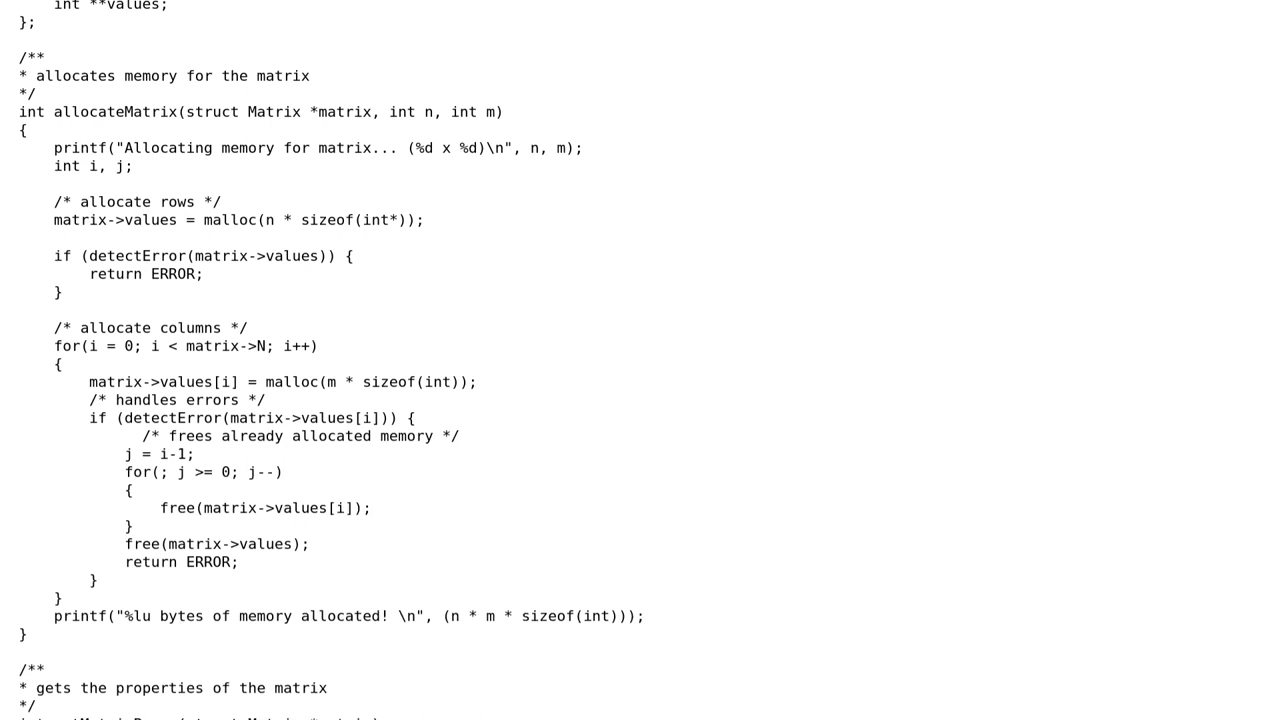 int **values;
};

/**
* allocates memory for the matrix
*/
int allocateMatrix(struct Matrix *matrix, int n, int m)
{
    printf("Allocating memory for matrix... (%d x %d)\n", n, m);
    int i, j;

    /* allocate rows */
    matrix->values = malloc(n * sizeof(int*));

    if (detectError(matrix->values)) {
        return ERROR;
    }

    /* allocate columns */
    for(i = 0; i < matrix->N; i++)
    {
        matrix->values[i] = malloc(m * sizeof(int));
        /* handles errors */
        if (detectError(matrix->values[i])) {
              /* frees already allocated memory */
            j = i-1;
            for(; j >= 0; j--)
            {
                free(matrix->values[i]);
            }
            free(matrix->values);
            return ERROR;
        }
    }
    printf("%lu bytes of memory allocated! \n", (n * m * sizeof(int)));
}

/**
* gets the properties of the matrix
*/